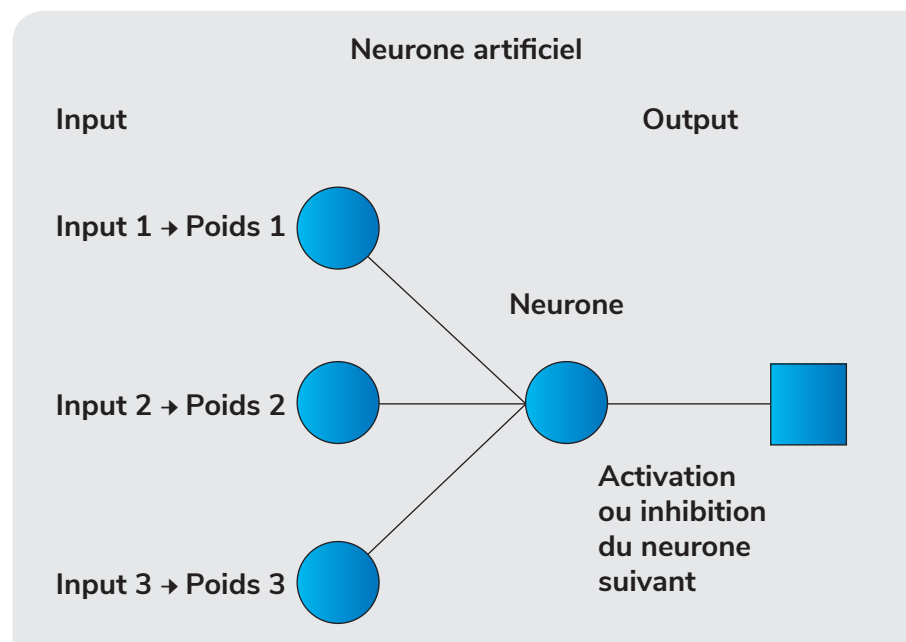 Neurone artificiel
Input
Output
Input 1 → Poids 1
Neurone
Input 2 → Poids 2
Activation
ou inhibition
du neurone
suivant
Input 3 → Poids 3